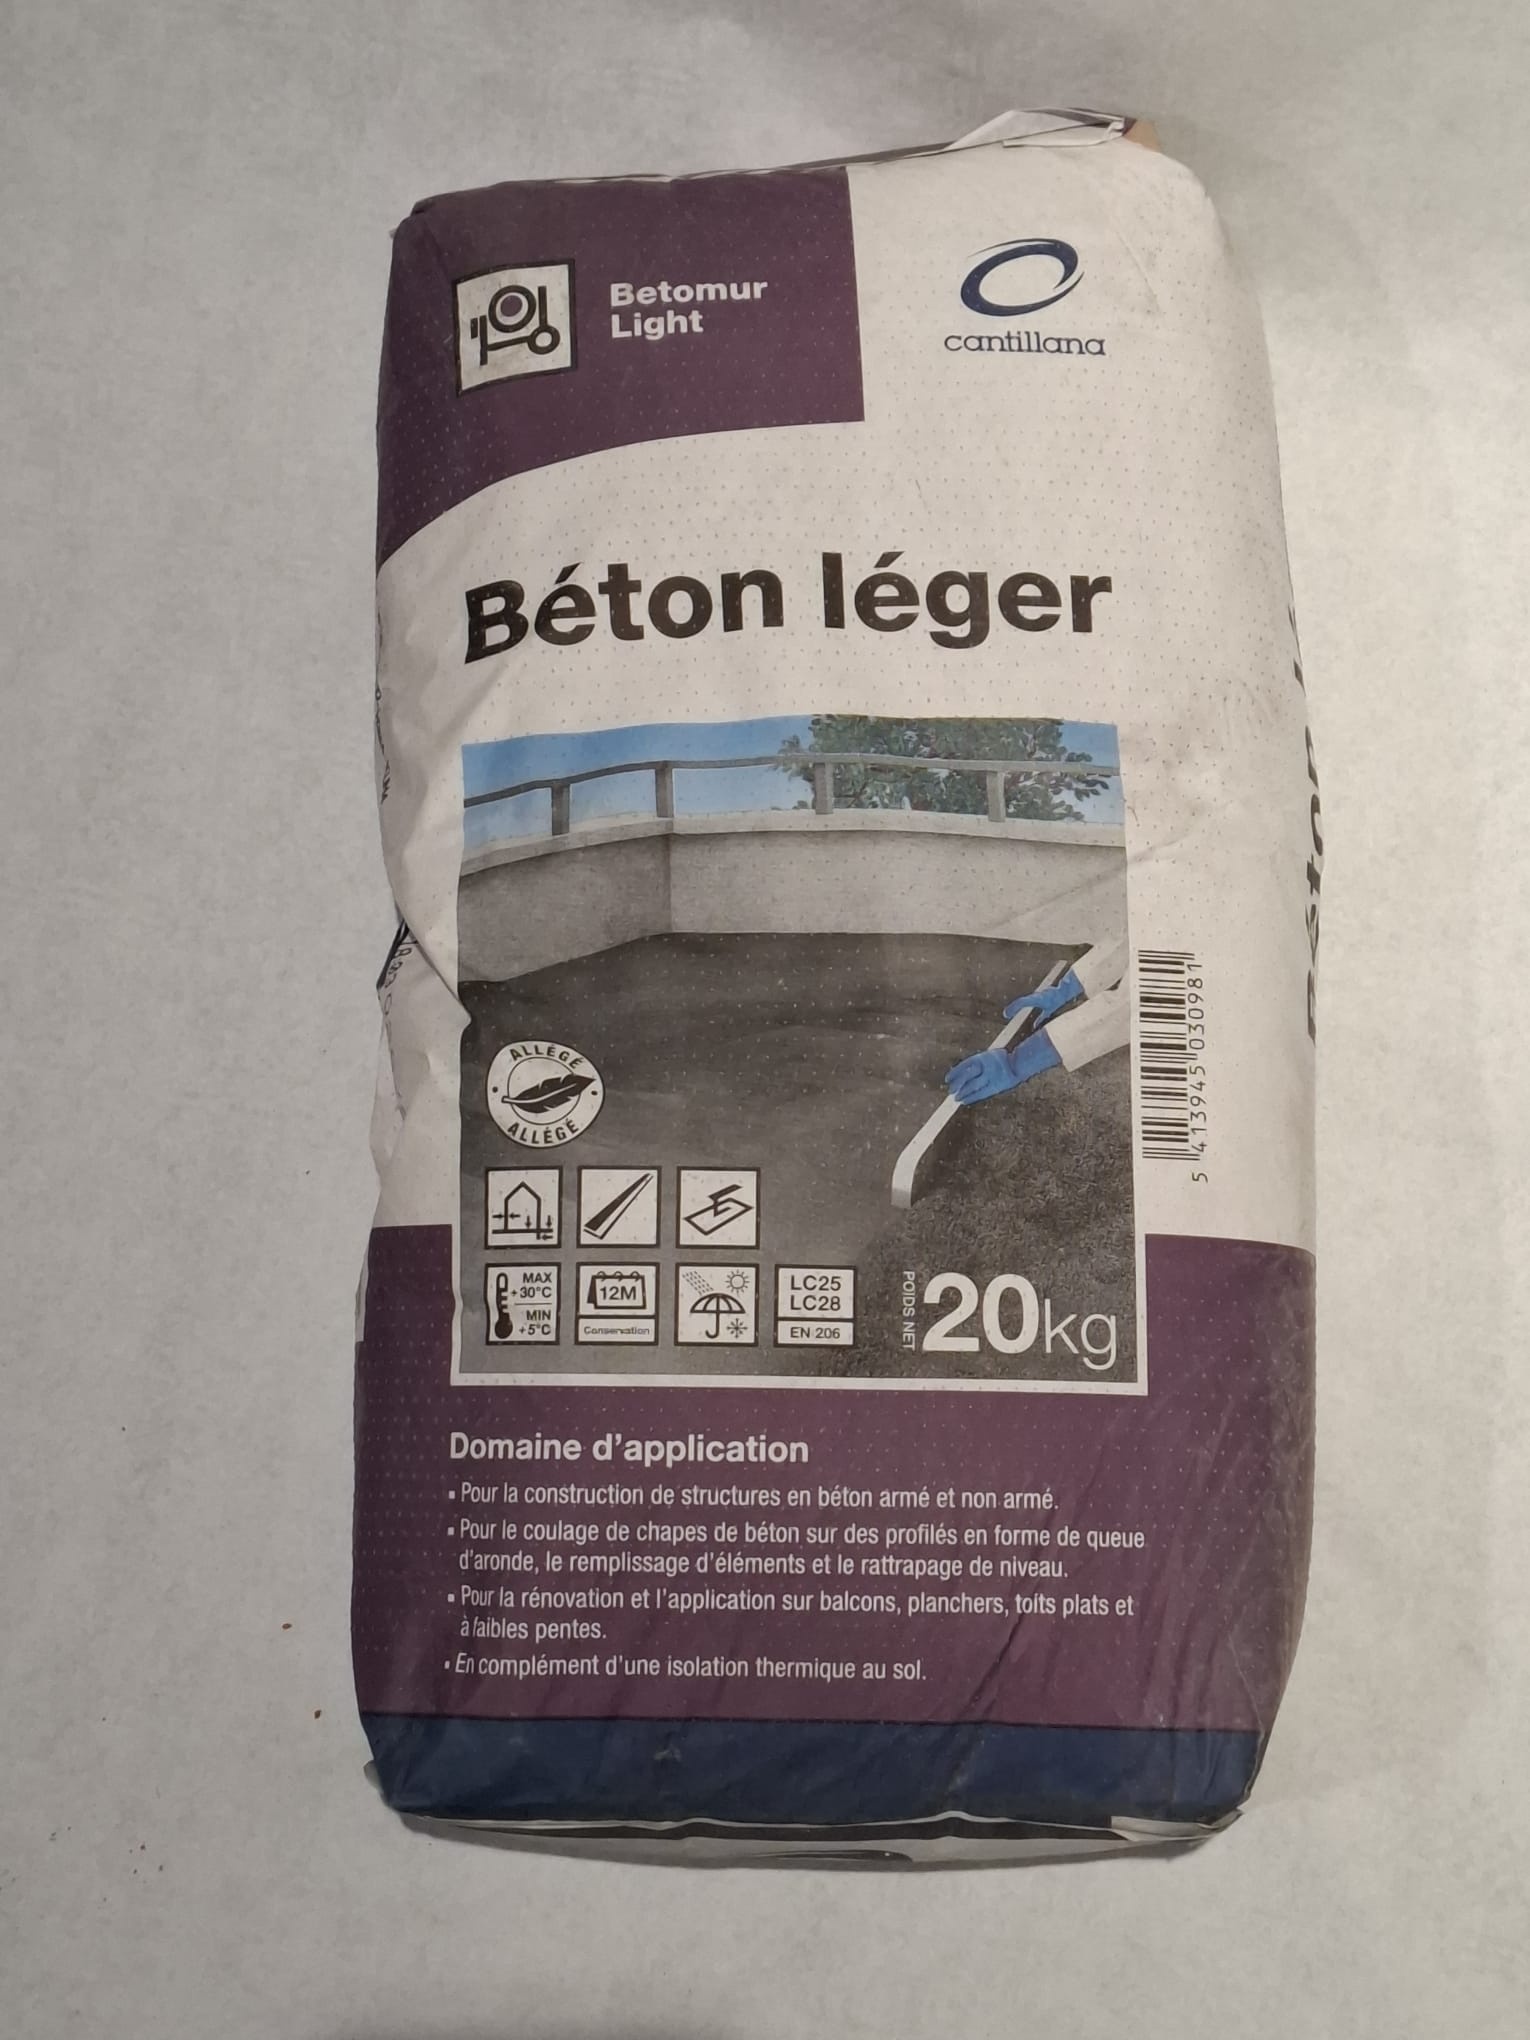 Betomur
Light
cantillana
Béton léger
ALLÉGÉ
ALLÉGÉ
5 413945 030981
MAX
+30°C
MIN
+5°C
12M
Conservation
LC25
LC28
EN 206
POIDS NET
20kg
Domaine d'application
▪ Pour la construction de structures en béton armé et non armé.
▪ Pour le coulage de chapes de béton sur des profilés en forme de queue
d'aronde, le remplissage d'éléments et le rattrapage de niveau.
▪ Pour la rénovation et l'application sur balcons, planchers, toits plats et
à faibles pentes.
▪ En complément d'une isolation thermique au sol.